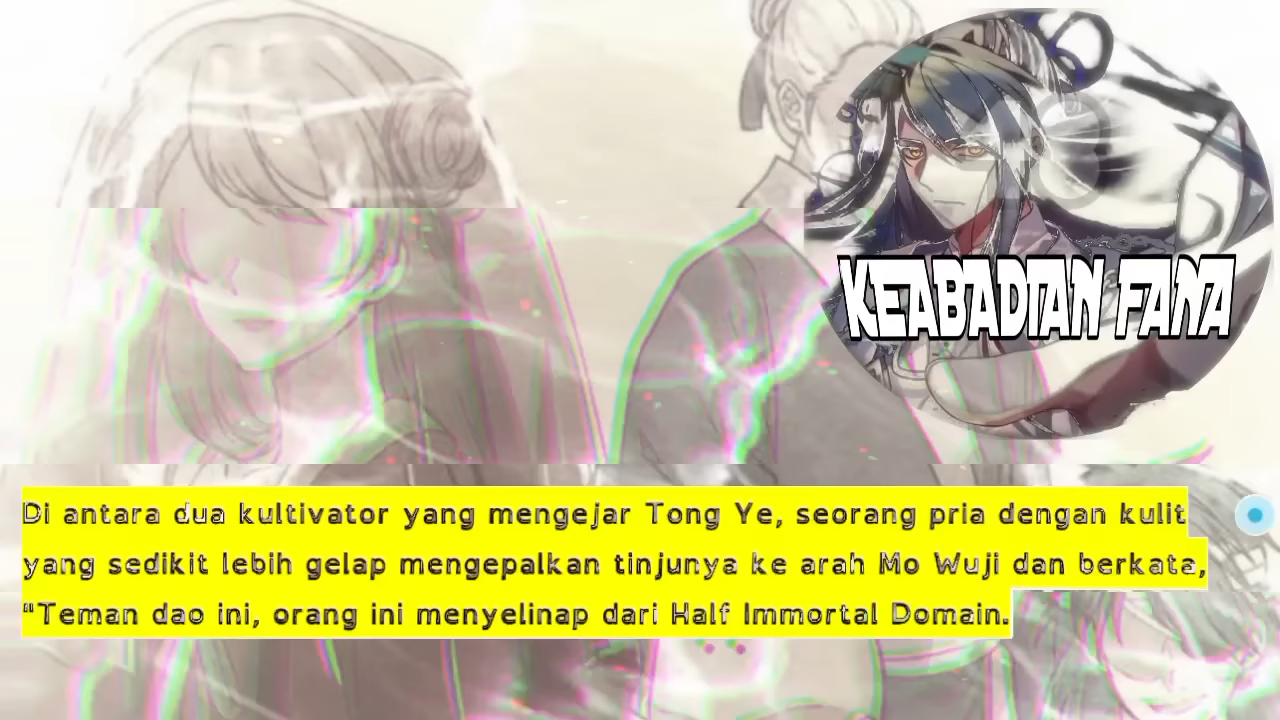 KEABADIAN FANA
Di antara dua kultivator yang mengejar Tong Ye, seorang pria dengan kulit
yang sedikit lebih gelap mengepalkan tinjunya ke arah Mo Wuji dan berkata,
"Teman dao ini, orang ini menyelinap dari Half Immortal Domain.